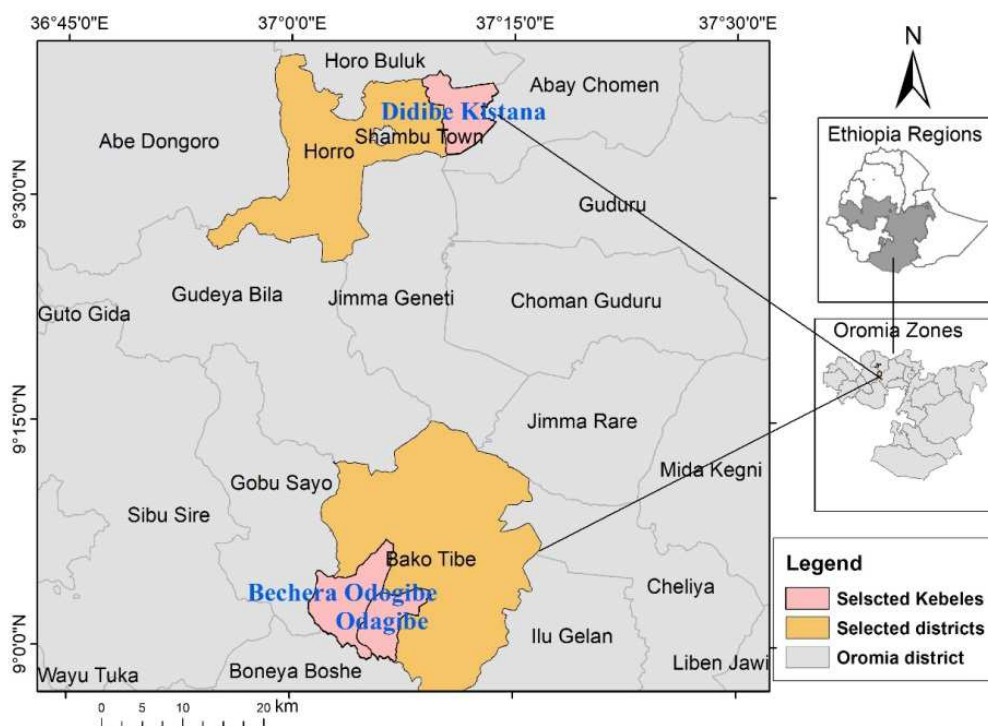 36°45'0"E
37°0'0"E
37°15'0"E
37°30'0"E
N
Horo Buluk
Abay Chomen
Didibe Kistana
Abe Dongoro
Horro
Shambu Town
Ethiopia Regions
9°30'0"N
Guduru
Gudeya Bila
Jimma Geneti
Choman Guduru
Guto Gida
Oromia Zones
9°15'0"N
Jimma Rare
Mida Kegni
Gobu Sayo
Sibu Sire
Bako Tibe
Bechera Odogibe
Odagibe
Cheliya
Legend
Selscted Kebeles
Selected districts
Oromia district
9°0'0"N
Ilu Gelan
Wayu Tuka
Boneya Boshe
Liben Jawi
0 5 10 20 km